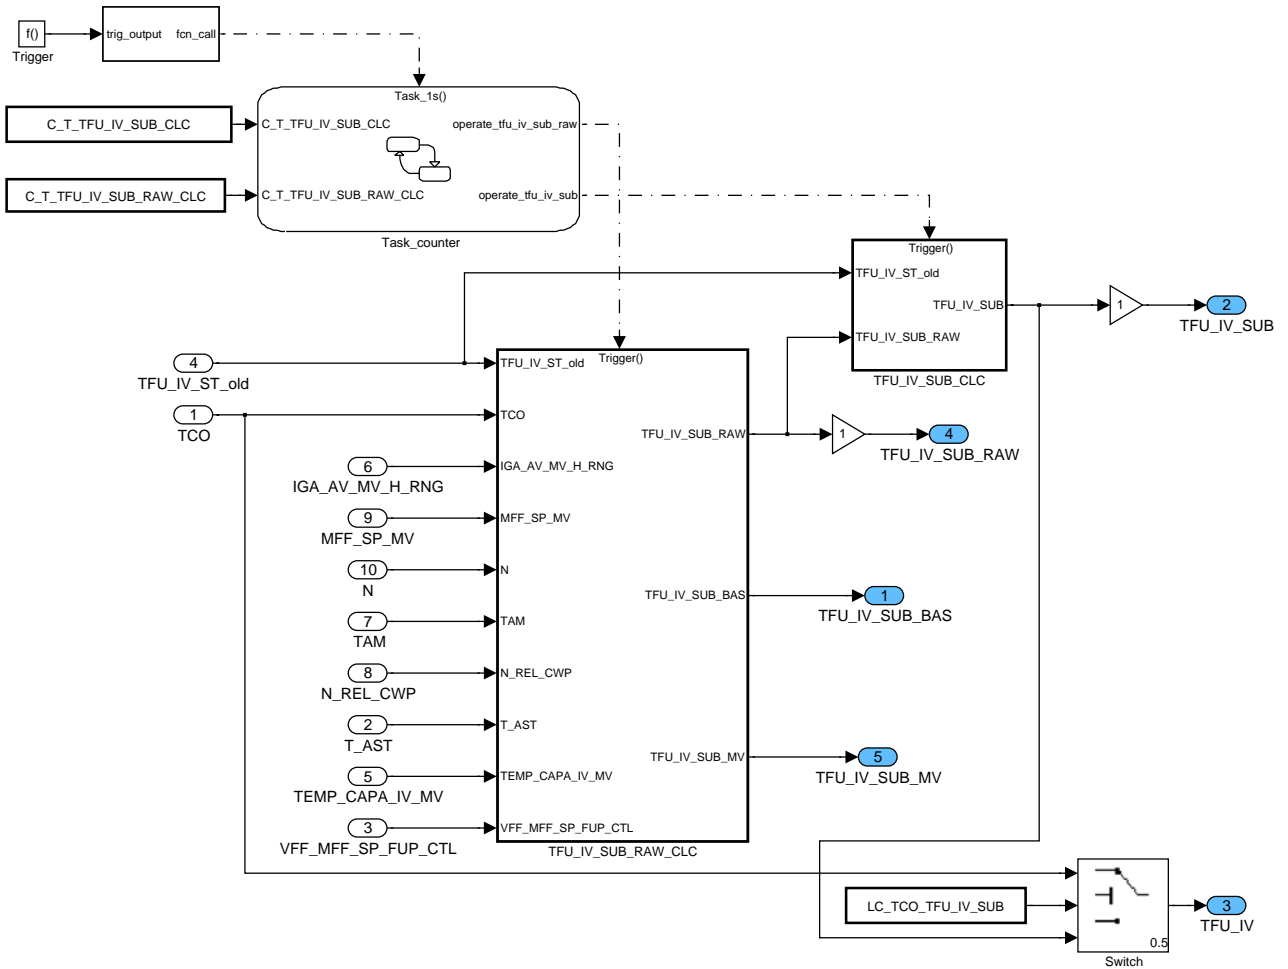 f()
Trigger
trig_output
fcn_call
C_T_TFU_IV_SUB_CLC
C_T_TFU_IV_SUB_RAW_CLC
Task_1s()
C_T_TFU_IV_SUB_CLC
operate_tfu_iv_sub_raw
C_T_TFU_IV_SUB_RAW_CLC
operate_tfu_iv_sub
Task_counter
Trigger()
TFU_IV_ST_old
TFU_IV_SUB
TFU_IV_SUB_RAW
TFU_IV_SUB_CLC
1
2
TFU_IV_SUB
4
TFU_IV_ST_old
1
TCO
6
IGA_AV_MV_H_RNG
9
MFF_SP_MV
10
N
7
TAM
8
N_REL_CWP
2
T_AST
5
TEMP_CAPA_IV_MV
3
VFF_MFF_SP_FUP_CTL
Trigger()
TFU_IV_ST_old
TCO
IGA_AV_MV_H_RNG
MFF_SP_MV
N
TAM
N_REL_CWP
T_AST
TEMP_CAPA_IV_MV
VFF_MFF_SP_FUP_CTL
TFU_IV_SUB_RAW
TFU_IV_SUB_BAS
TFU_IV_SUB_MV
TFU_IV_SUB_RAW_CLC
1
4
TFU_IV_SUB_RAW
1
TFU_IV_SUB_BAS
5
TFU_IV_SUB_MV
LC_TCO_TFU_IV_SUB
0.5
Switch
3
TFU_IV